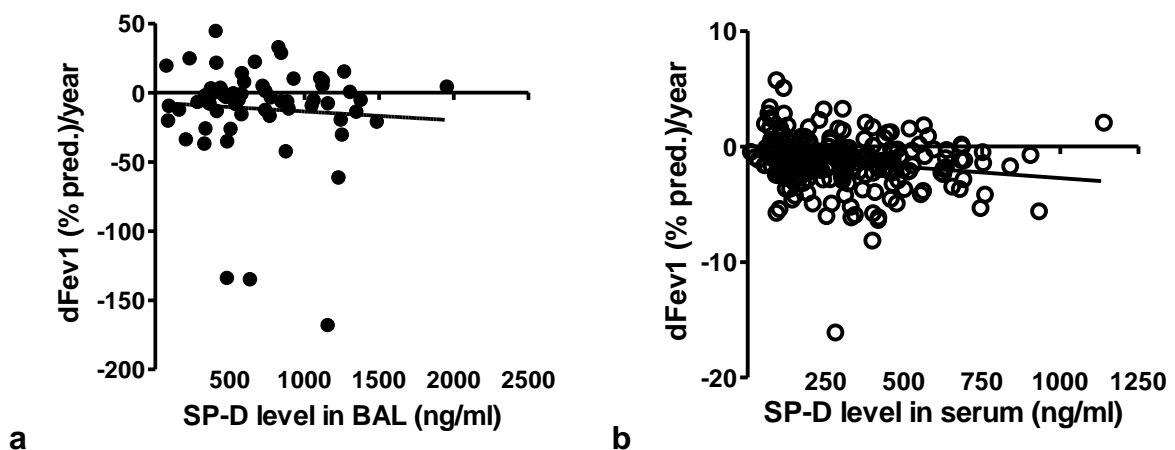 50
0
-50
-100
-150
-200
dFev1 (% pred.)/year
500 1000 1500 2000 2500
SP-D level in BAL (ng/ml)
a
10
0
-10
-20
dFev1 (% pred.)/year
250 500 750 1000 1250
SP-D level in serum (ng/ml)
b